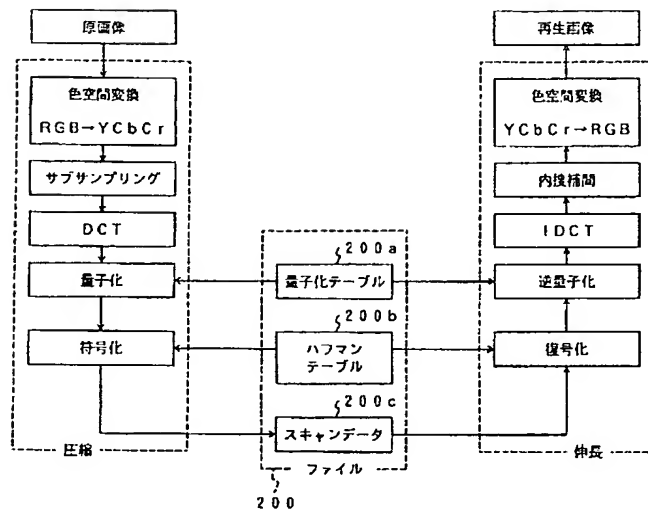 原画像
色空間変換
RGB→YCbCr
サブサンプリング
DCT
量子化
符号化
圧縮
200a
量子化テーブル
200b
ハフマン
テーブル
200c
スキャンデータ
ファイル
200
再生画像
色空間変換
YCbCr→RGB
内挿補間
IDCT
逆量子化
復号化
伸長